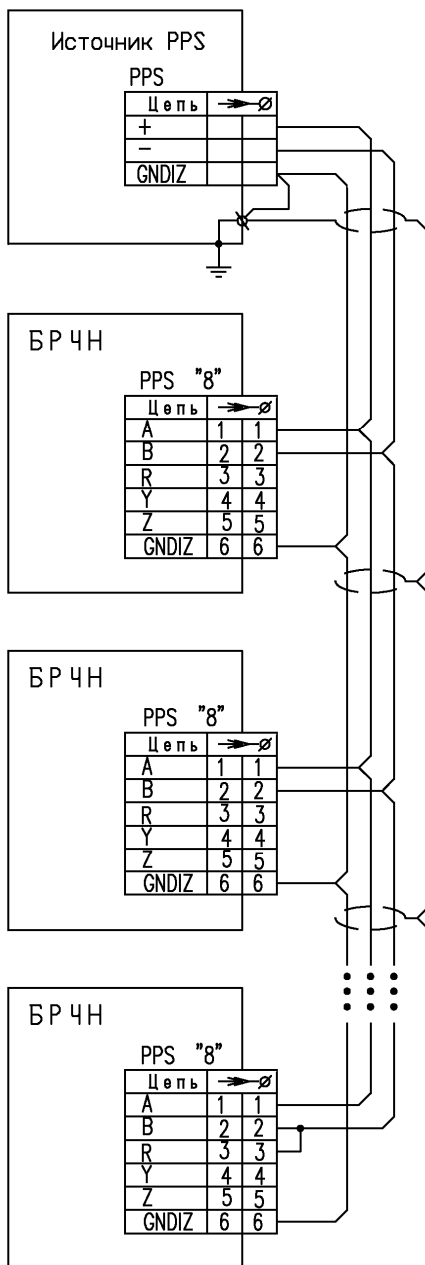 Источник PPS
PPS
Цепь
+
-
GNDIZ
БРЧН
PPS "8"
Цепь
A 1 1
B 2 2
R 3 3
Y 4 4
Z 5 5
GNDIZ 6 6
БРЧН
PPS "8"
Цепь
A 1 1
B 2 2
R 3 3
Y 4 4
Z 5 5
GNDIZ 6 6
БРЧН
PPS "8"
Цепь
A 1 1
B 2 2
R 3 3
Y 4 4
Z 5 5
GNDIZ 6 6